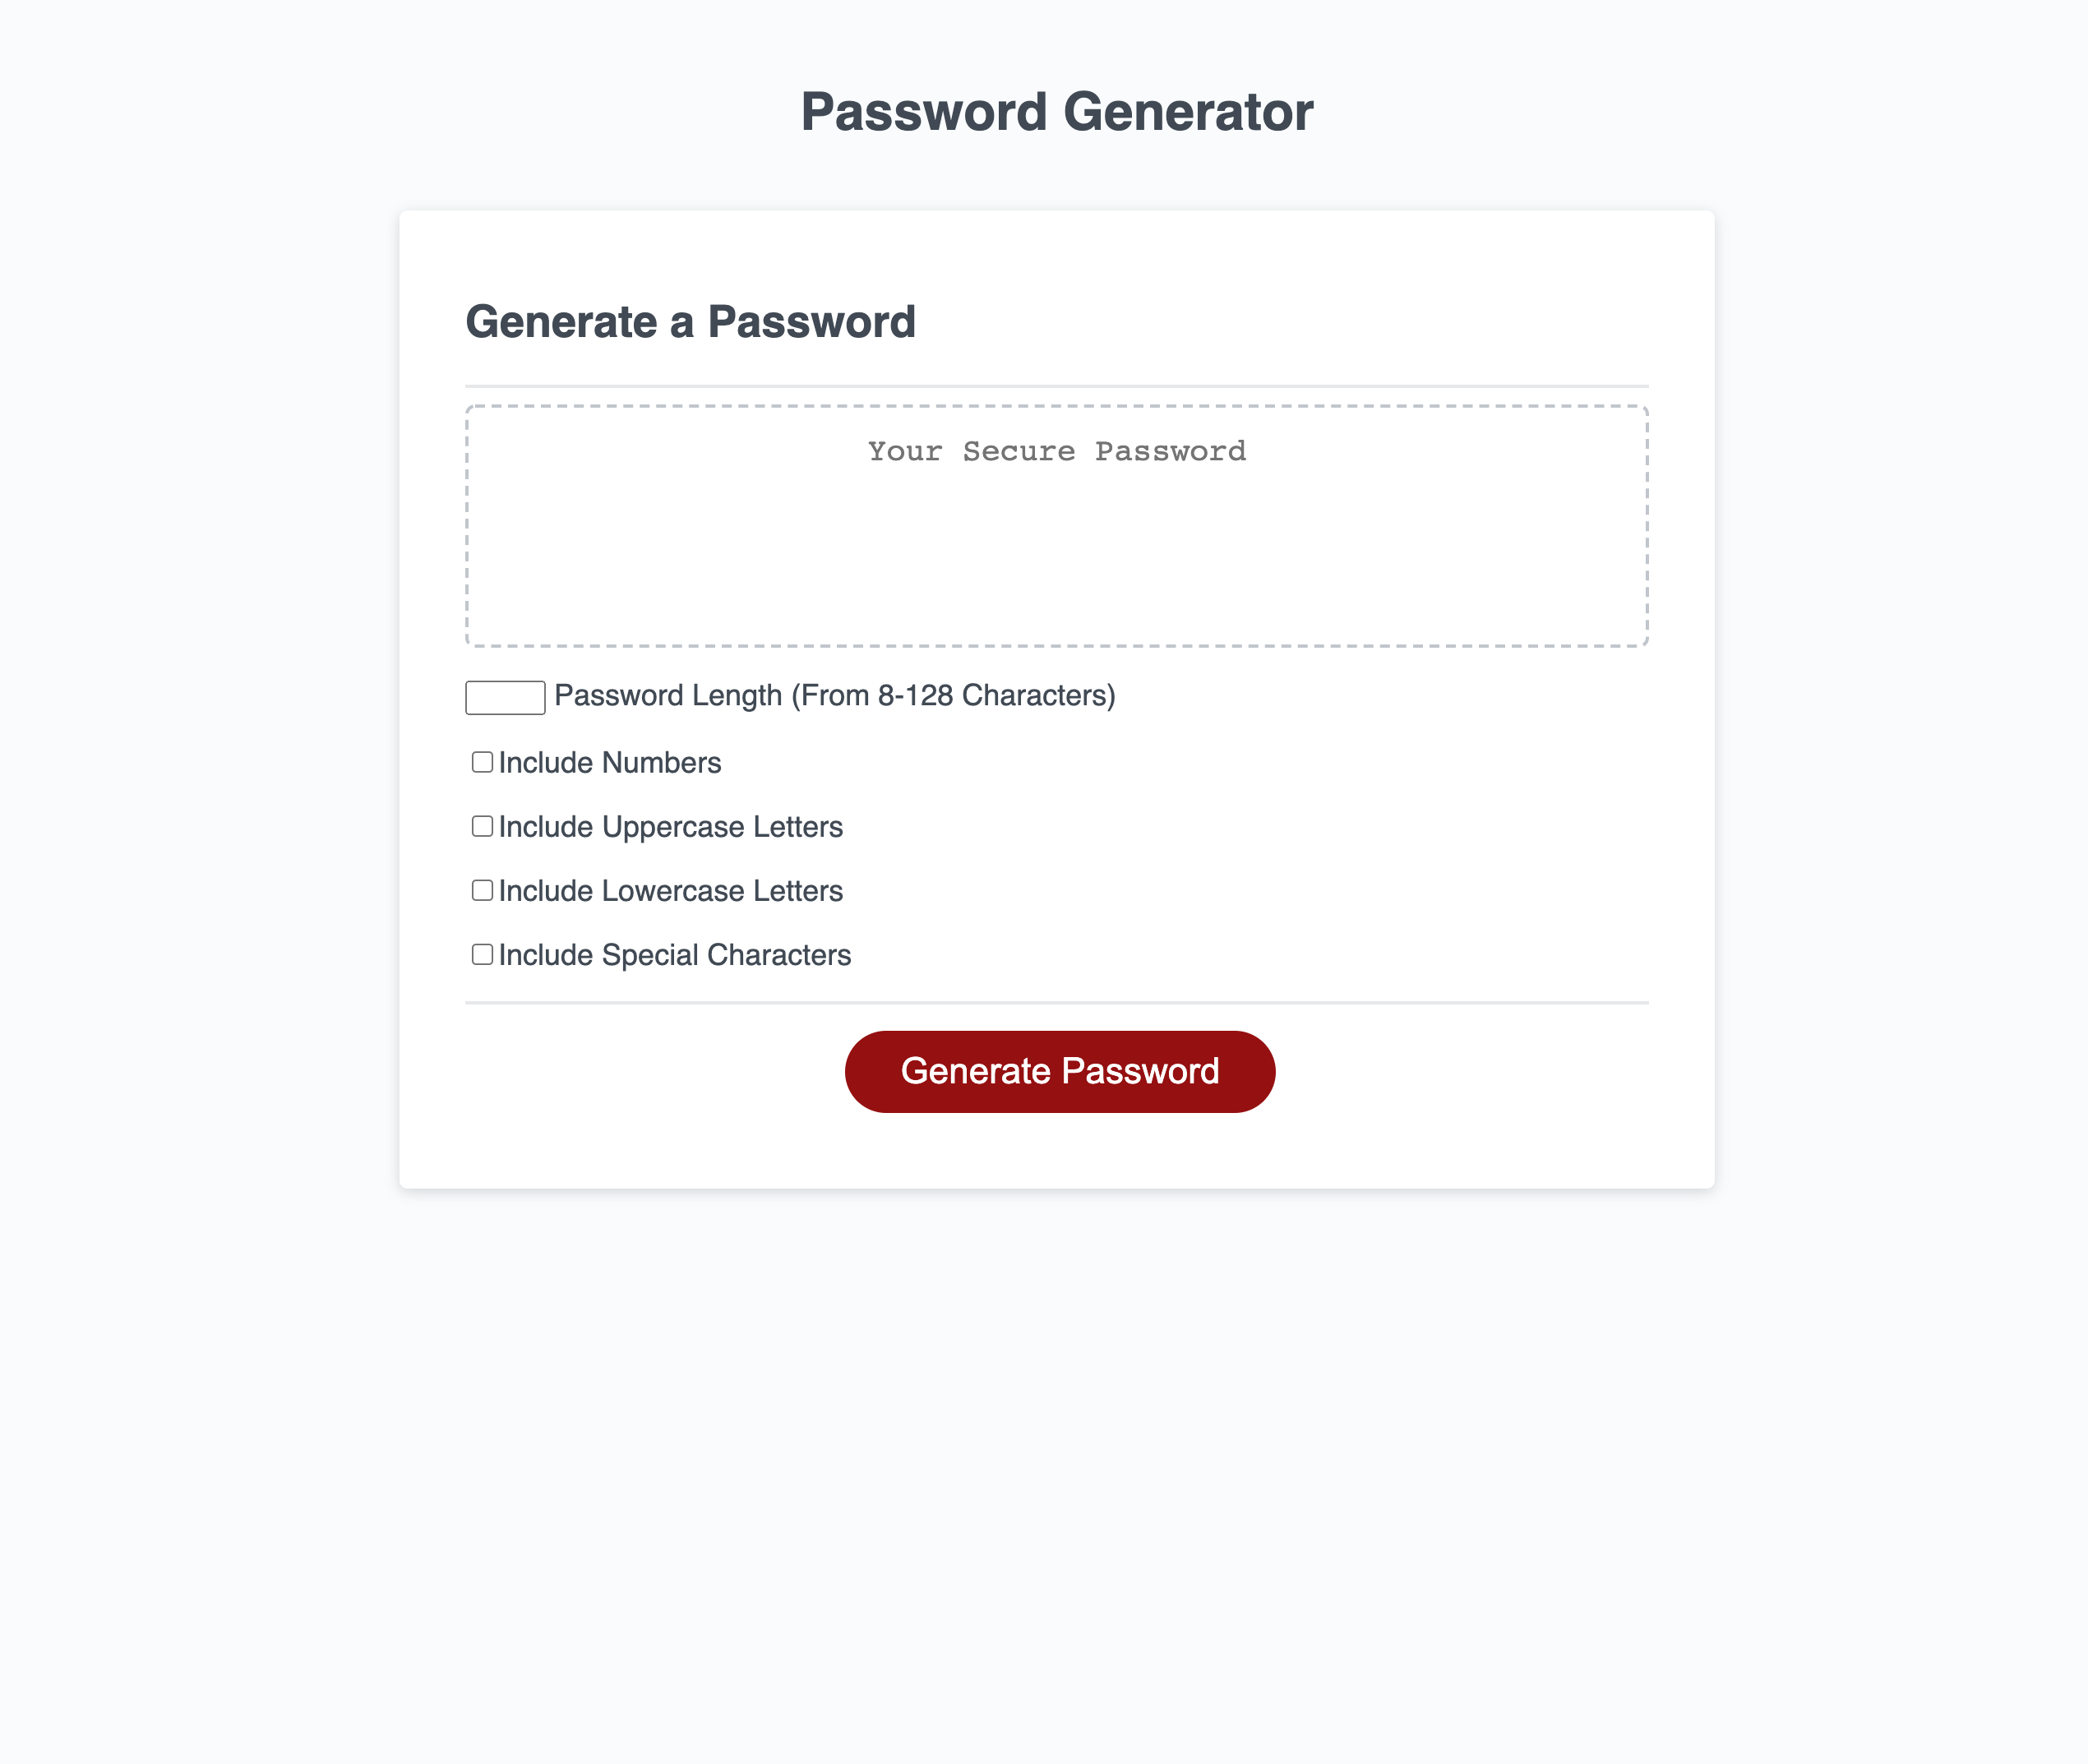 Password Generator
Generate a Password
Your Secure Password
Password Length (From 8-128 Characters)
Include Numbers
Include Uppercase Letters
Include Lowercase Letters
Include Special Characters
Generate Password